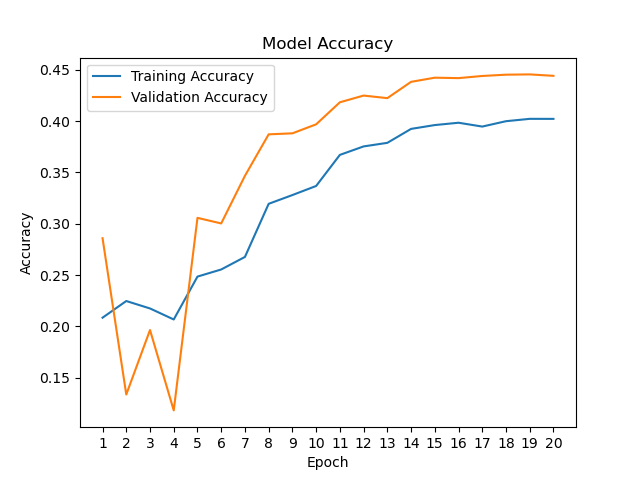 Model Accuracy
Training Accuracy
Validation Accuracy
Accuracy
0.45
0.40
0.35
0.30
0.25
0.20
0.15
1 2 3 4 5 6 7 8 9 10 11 12 13 14 15 16 17 18 19 20
Epoch